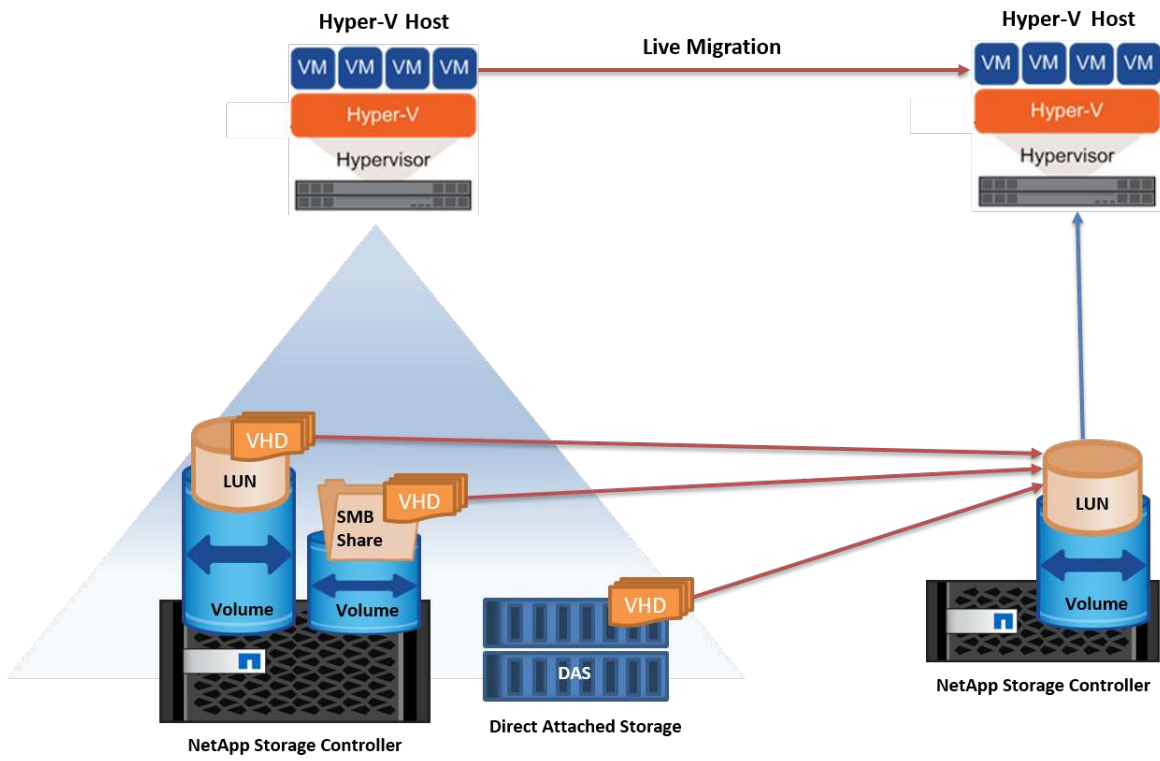 Hyper-V Host
VM VM VM VM
Hyper-V
Hypervisor
Live Migration
Hyper-V Host
VM VM VM VM
Hyper-V
Hypervisor
VHD
LUN
Volume
VHD
SMB
Share
Volume
NetApp Storage Controller
VHD
DAS
Direct Attached Storage
LUN
Volume
NetApp Storage Controller